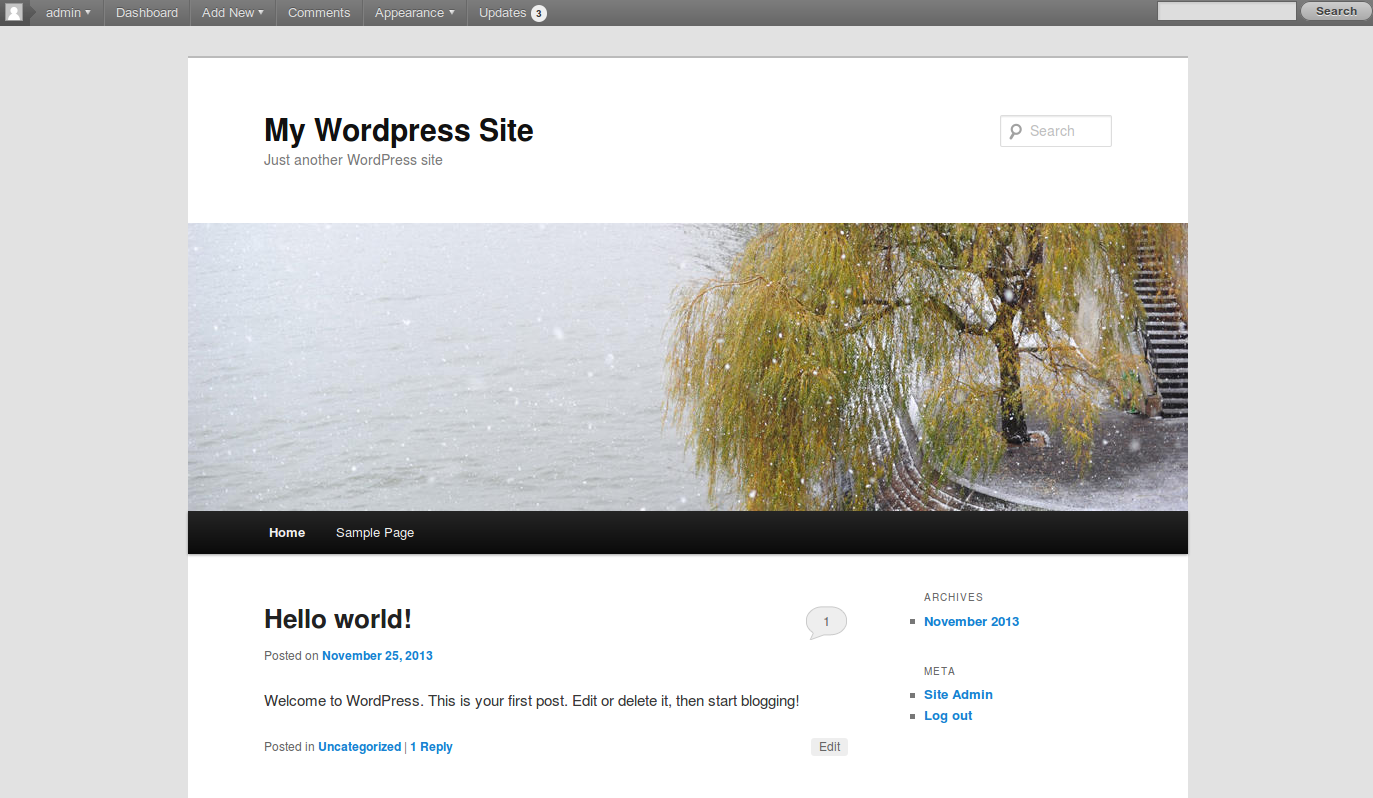 admin Dashboard Add New Comments Appearance Updates 3 Search
My Wordpress Site
Search
Just another WordPress site
Home Sample Page
Hello world!
1
Posted on November 25, 2013
Welcome to WordPress. This is your first post. Edit or delete it, then start blogging!
Posted in Uncategorized | 1 Reply
Edit
ARCHIVES
November 2013
META
Site Admin
Log out